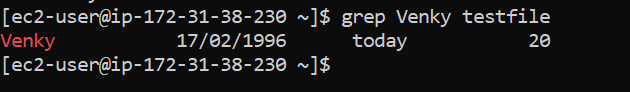 [ec2-user@ip-172-31-38-230 ~]$ grep Venky testfile
Venky           17/02/1996      today           20
[ec2-user@ip-172-31-38-230 ~]$